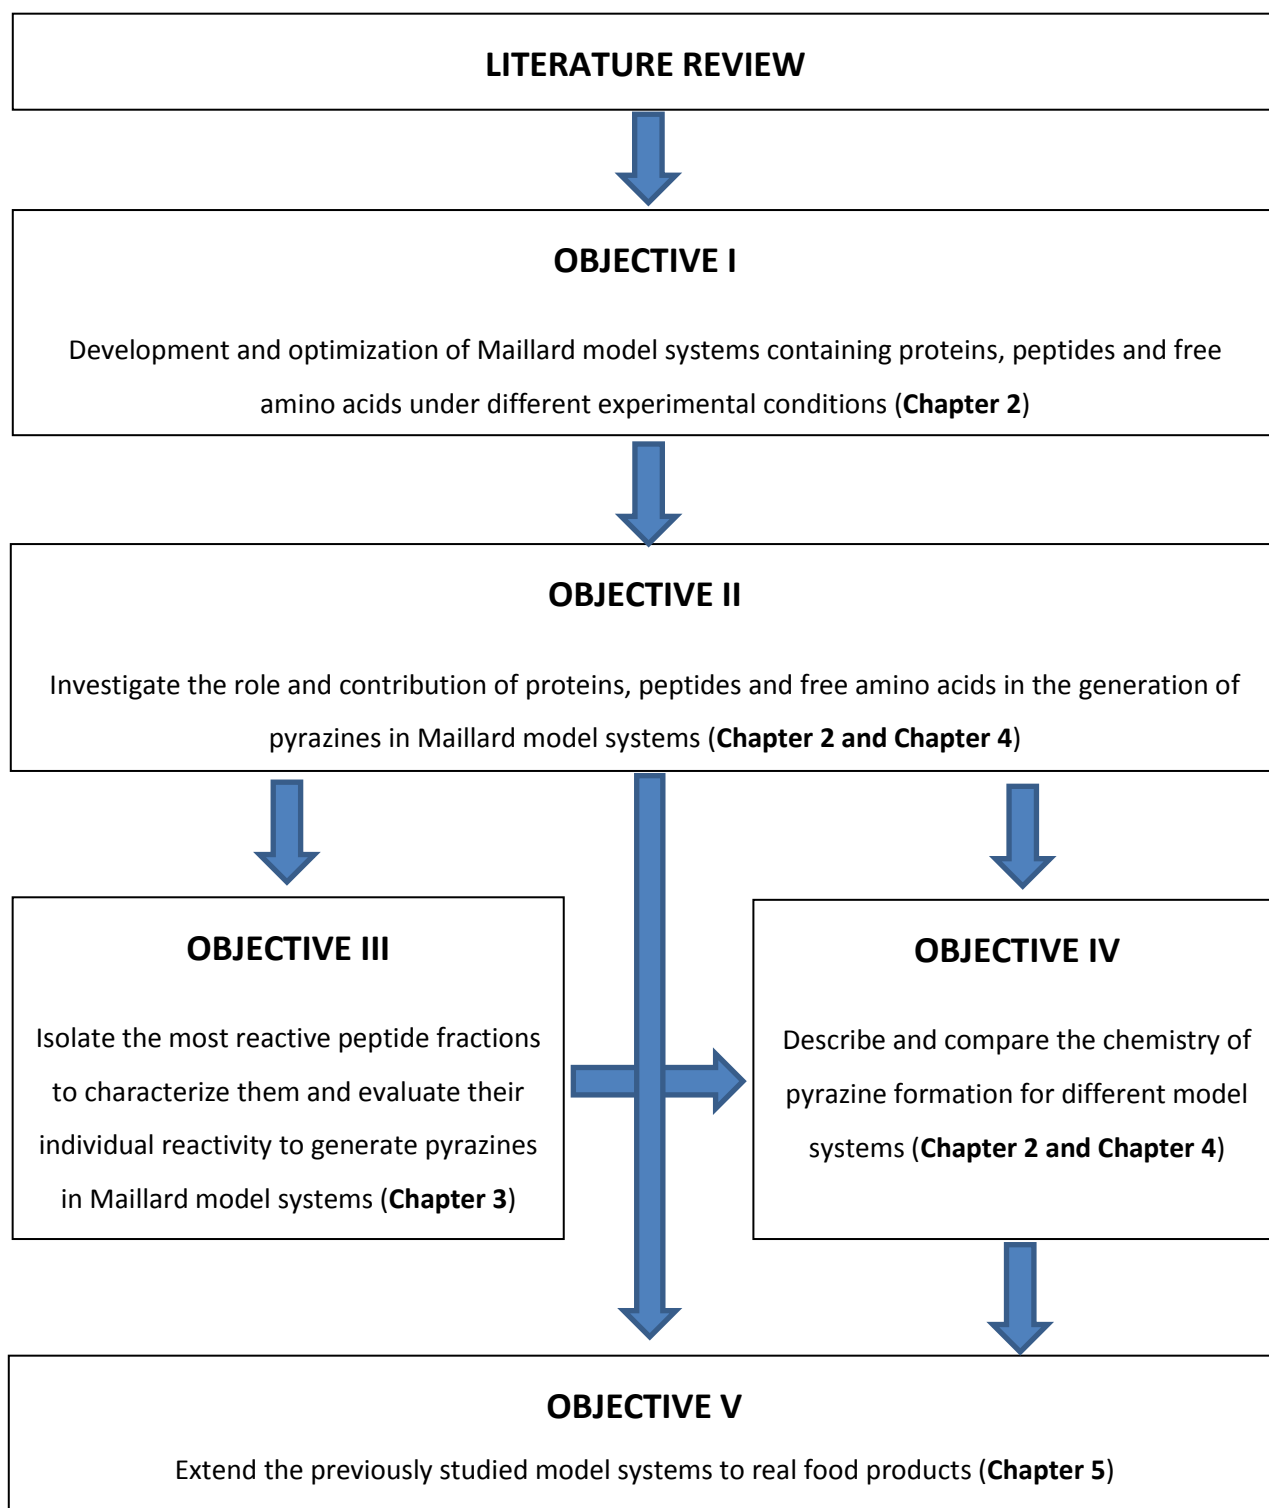 LITERATURE REVIEW
OBJECTIVE I
Development and optimization of Maillard model systems containing proteins, peptides and free
amino acids under different experimental conditions (Chapter 2)
OBJECTIVE II
Investigate the role and contribution of proteins, peptides and free amino acids in the generation of
pyrazines in Maillard model systems (Chapter 2 and Chapter 4)
OBJECTIVE III
Isolate the most reactive peptide fractions
to characterize them and evaluate their
individual reactivity to generate pyrazines
in Maillard model systems (Chapter 3)
OBJECTIVE IV
Describe and compare the chemistry of
pyrazine formation for different model
systems (Chapter 2 and Chapter 4)
OBJECTIVE V
Extend the previously studied model systems to real food products (Chapter 5)